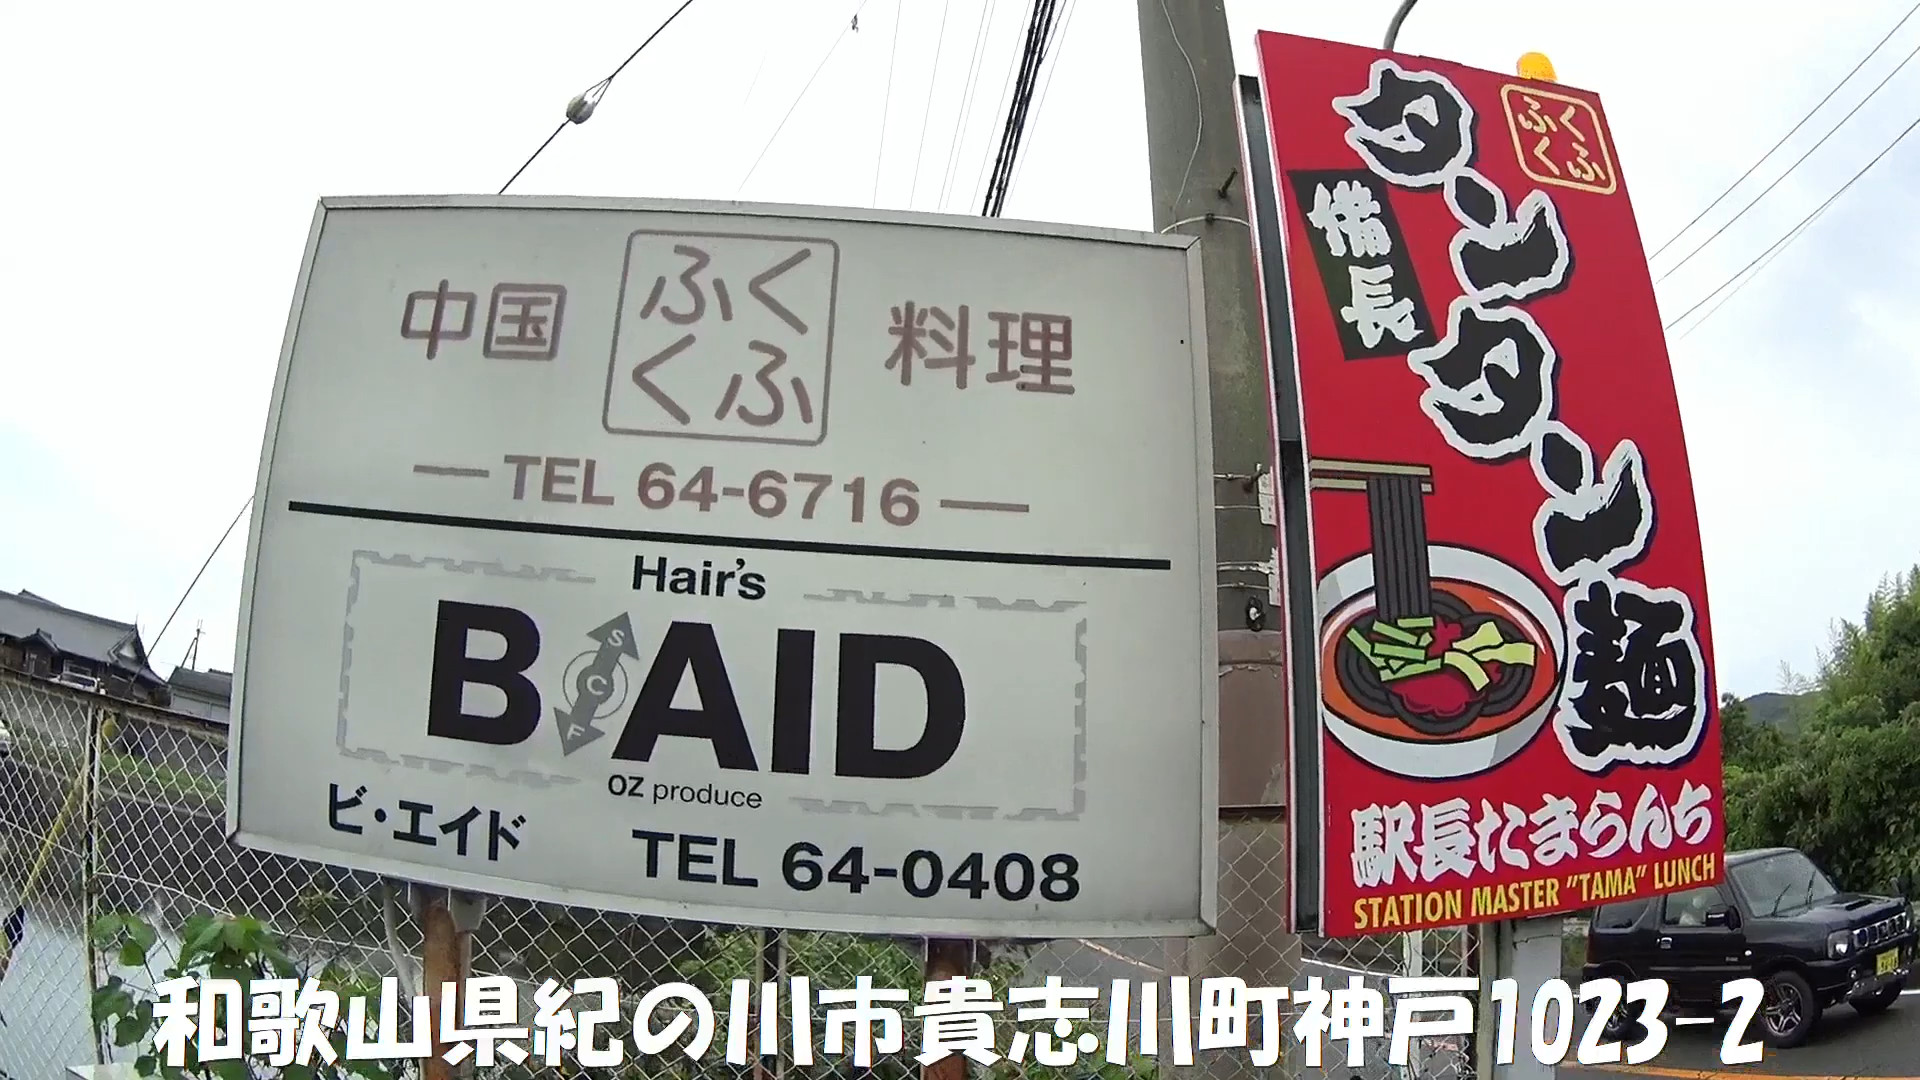 中国 ふくふく 料理
TEL 64-6716
Hair's
B AID
S
C
F
OZ produce
ビ・エイド TEL 64-0408
ふくふく
備長
タンタン麺
駅長たまらんち
STATION MASTER "TAMA" LUNCH
和歌山県紀の川市貴志川町神戸1023-2